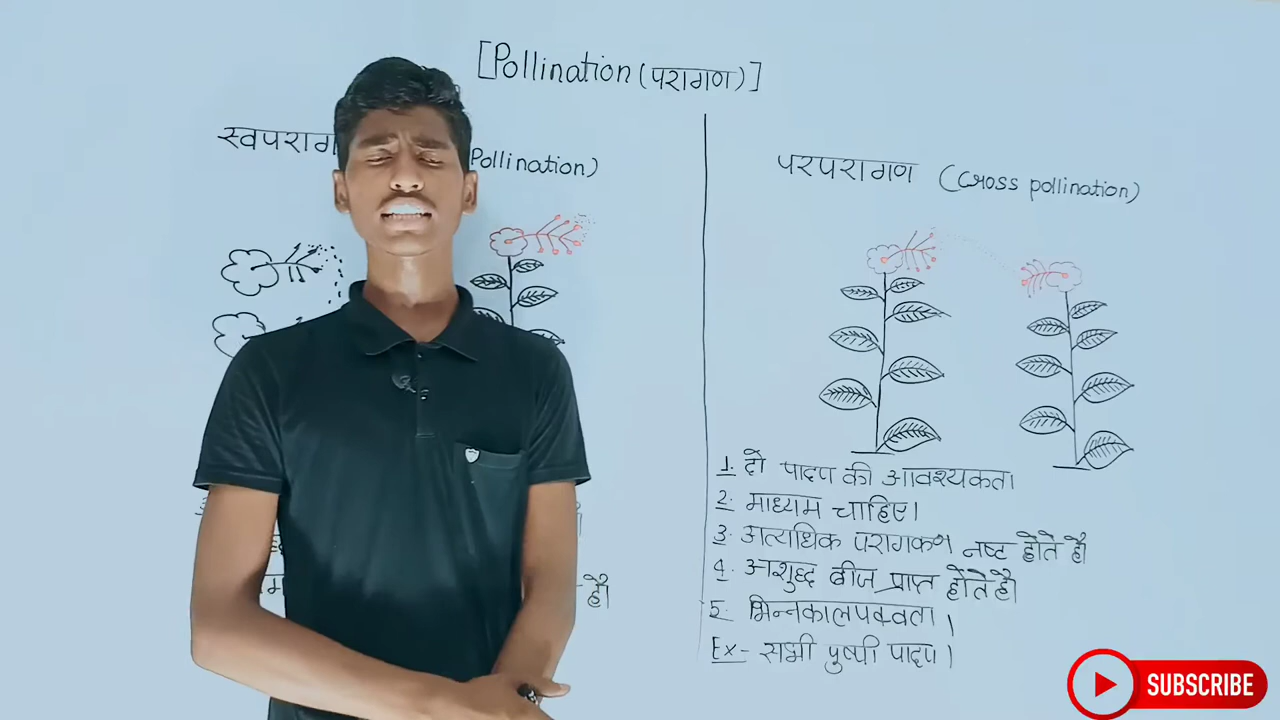 [Pollination (परागण)]
स्वपराग
Pollination)
परपरागण (Cross pollination)
1. दो पादप की आवश्यकता
2. माध्यम चाहिए।
3. अत्यधिक परागकण नष्ट होते है
4. अशुद्ध बीज प्राप्त होते है।
5. भिन्नकालपक्वता।
Ex- सभी पुष्पी पादप।
है।
SUBSCRIBE